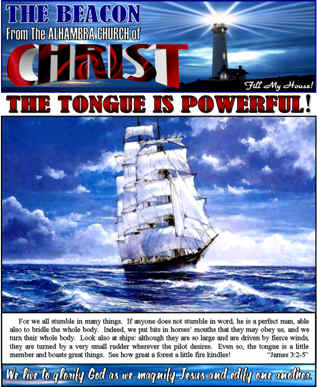 THE BEACON
From The ALHAMBRA CHURCH of
CHRIST
Fill My House!
THE TONGUE IS POWERFUL!
For we all stumble in many things. If anyone does not stumble in word, he is a perfect man, able
also to bridle the whole body. Indeed, we put bits in horses' mouths that they may obey us, and we
turn their whole body. Look also at ships: although they are so large and are driven by fierce winds,
they are turned by a very small rudder wherever the pilot desires. Even so, the tongue is a little
member and boasts great things. See how great a forest a little fire kindles! "James 3:2-5"
We live to glorify God as we magnify Jesus and edify one another.